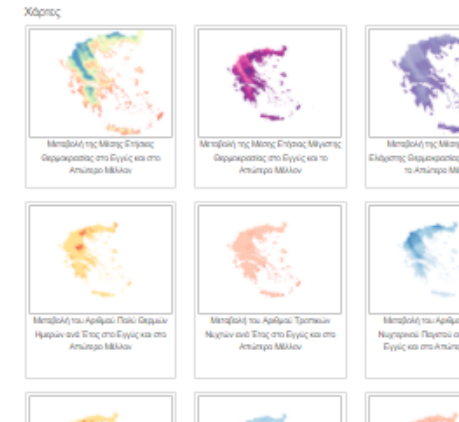 Χάρτες
Μεταβολή της Μέσης Ετήσιας
Θερμοκρασίας στο Εγγύς και στο
Απώτερο Μέλλον
Μεταβολή της Μέσης Ετήσιας Μέγιστης
Θερμοκρασίας στο Εγγύς και το
Απώτερο Μέλλον
Μεταβολή της Μέσης
Ελάχιστης Θερμοκρασίας
το Απώτερο
Μεταβολή του Αριθμού Πολύ Θερμών
Ημερών ανά Έτος στο Εγγύς και στο
Απώτερο Μέλλον
Μεταβολή του Αριθμού Τροπικών
Νυχτών ανά Έτος στο Εγγύς και στο
Απώτερο Μέλλον
Μεταβολή του
Νυχτερινού Παγετού
Εγγύς και στο